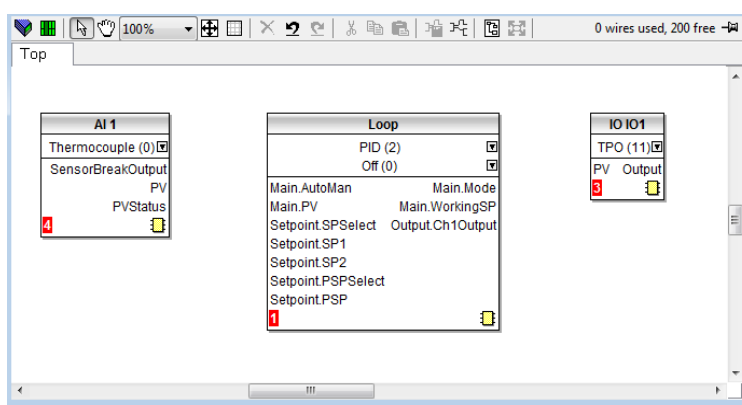 100%
0 wires used, 200 free
Top
AI 1
Thermocouple (0)
SensorBreakOutput
PV
PVStatus
4
Loop
PID (2)
Off (0)
Main.AutoMan Main.Mode
Main.PV Main.WorkingSP
Setpoint.SPSelect Output.Ch1Output
Setpoint.SP1
Setpoint.SP2
Setpoint.PSPSelect
Setpoint.PSP
1
IO IO1
TPO (11)
PV Output
3